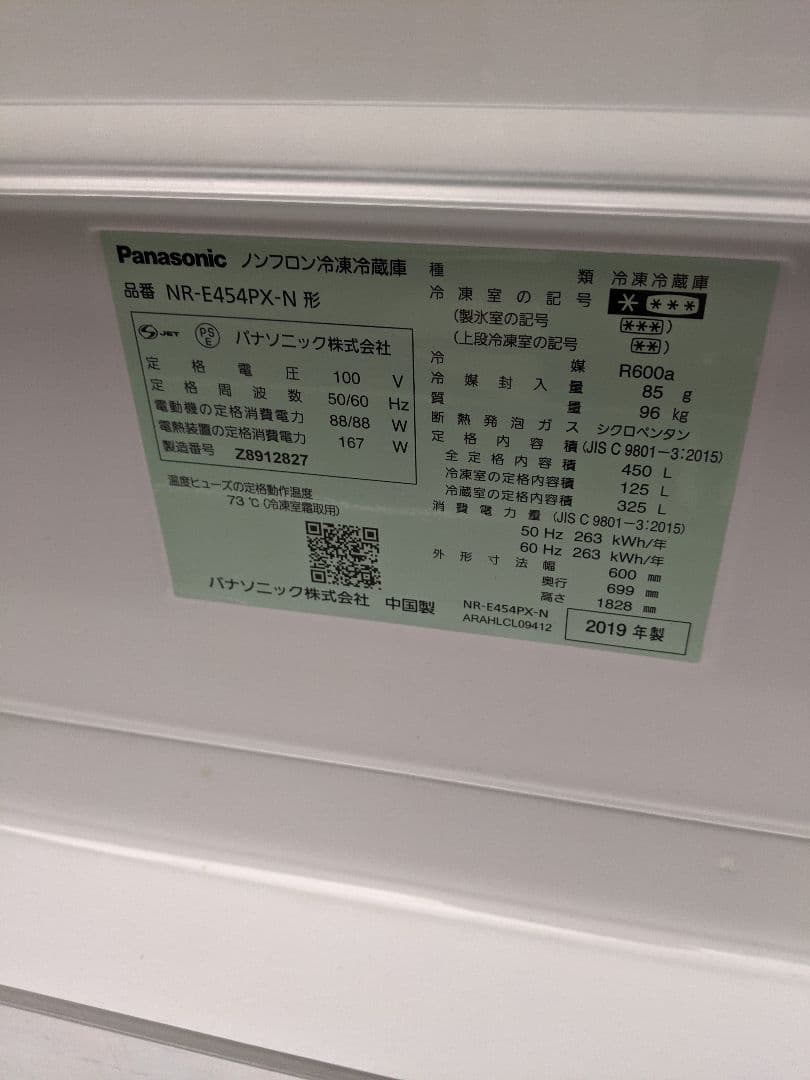 Panasonic ノンフロン冷凍冷蔵庫
品番 NR-E454PX-N 形
JET PSE パナソニック株式会社
定格電圧 100 V
定格周波数 50/60 Hz
電動機の定格消費電力 88/88 W
電熱装置の定格消費電力 167 W
製造番号 Z8912827
温度ヒューズの定格動作温度
73 ℃ (冷凍室霜取用)
パナソニック株式会社 中国製
種類 冷凍冷蔵庫
冷凍室の記号 * ***
(製氷室の記号 ***)
(上段冷凍室の記号 **)
冷媒 R600a
冷媒封入量 85 g
質量 96 kg
断熱発泡ガス シクロペンタン
定格内容積 (JIS C 9801-3:2015)
全定格内容積 450 L
冷凍室の定格内容積 125 L
冷蔵室の定格内容積 325 L
消費電力量 (JIS C 9801-3:2015)
50 Hz 263 kWh/年
60 Hz 263 kWh/年
外形寸法 幅 600 mm
奥行 699 mm
高さ 1828 mm
NR-E454PX-N
ARAHLCL09412
2019 年製